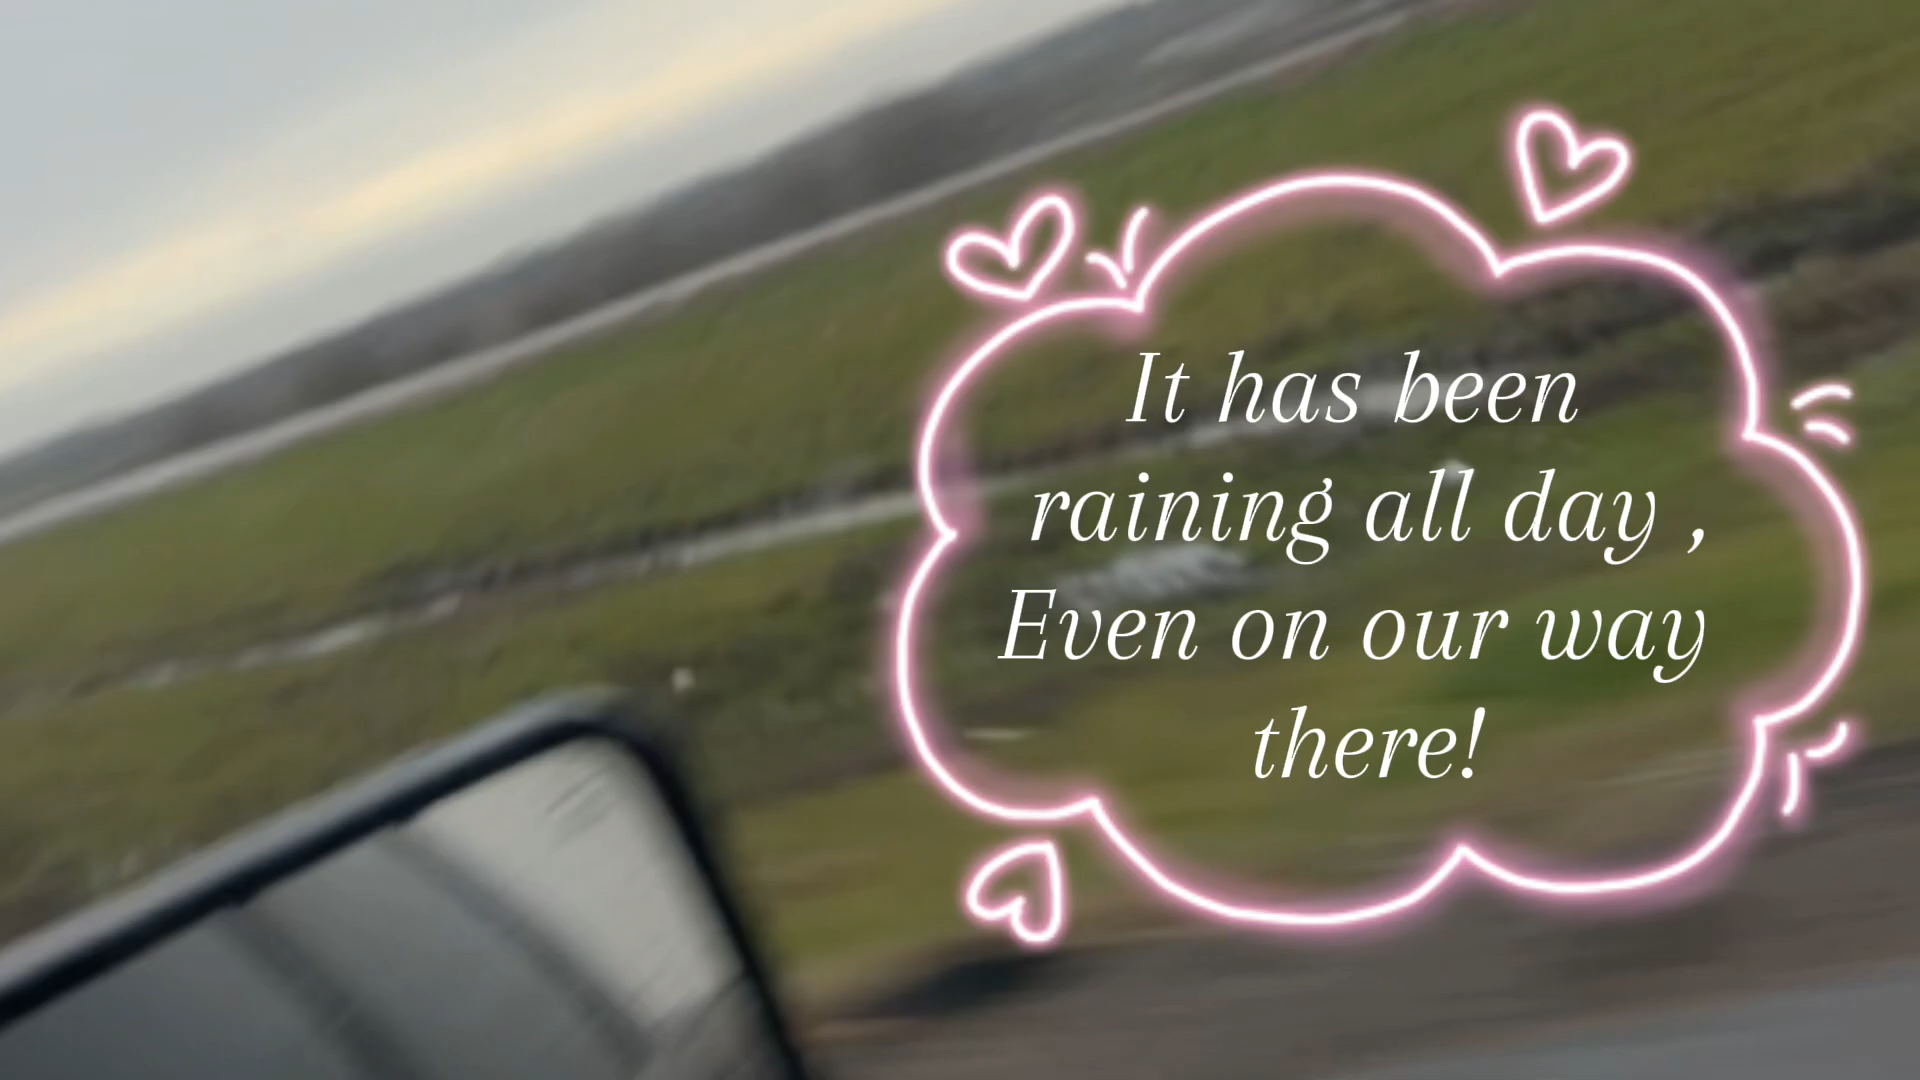 It has been
raining all day ,
Even on our way
there!